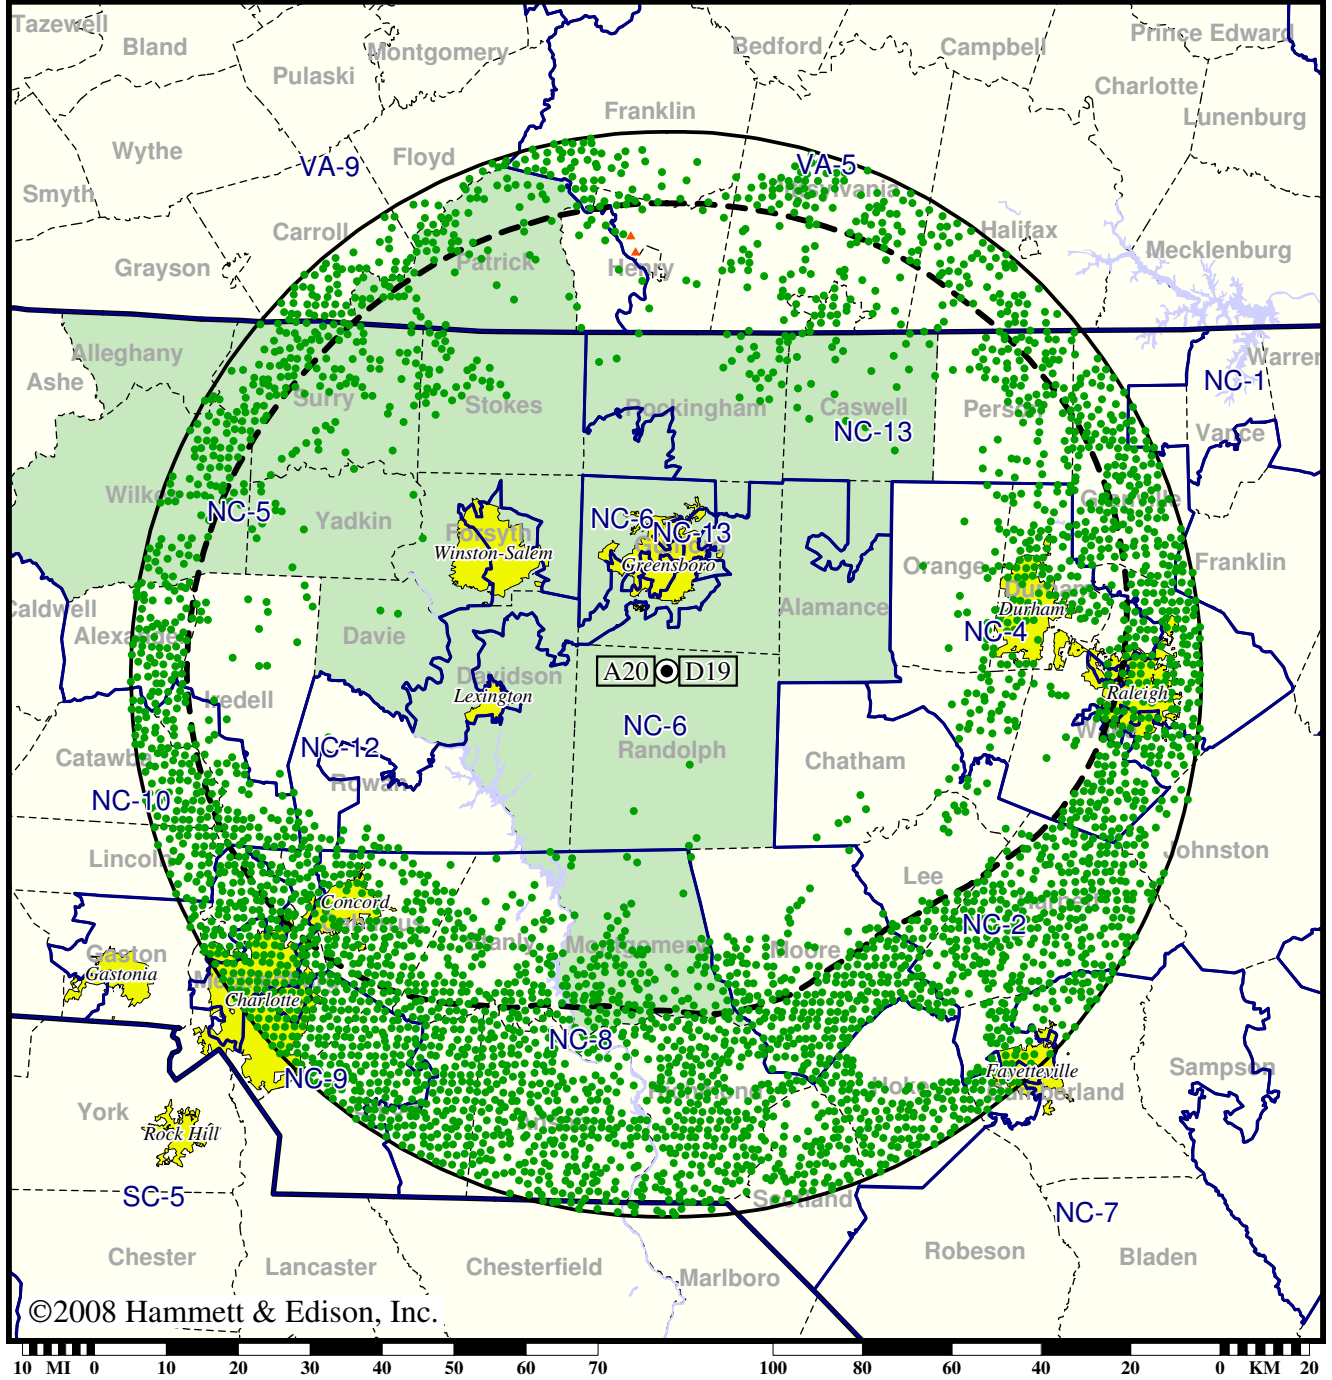 Tazewell
Bland
Montgomery
Bedford
Campbell
Prince Edward
Pulaski
Charlotte
Franklin
Lunenburg
Wythe
Floyd
VA-9
VA-5
Smyth
Carroll
Halifax
Mecklenburg
Grayson
Patrick
Henry
Alleghany
Ashe
Warren
NC-1
Surry
Stokes
Rockingham
Caswell
NC-13
Vance
NC-5
Yadkin
Forsyth
NC-6
NC-13
Winston-Salem
Greensboro
Orange
Franklin
Durham
Caldwell
Alamance
Durham
Alexander
Davie
NC-4
Davidson
A20
D19
Iredell
Lexington
Raleigh
NC-6
NC-12
Randolph
Catawba
Chatham
Rowan
NC-10
Lincoln
Johnston
Lee
Concord
NC-2
Stanly
Montgomery
Moore
Gaston
Gastonia
Charlotte
NC-8
NC-9
Fayetteville
Sampson
Hoke
Cumberland
York
Rock Hill
SC-5
Scotland
NC-7
Chester
Lancaster
Chesterfield
Marlboro
Robeson
Bladen
©2008 Hammett & Edison, Inc.
10 MI 0 10 20 30 40 50 60 70 100 80 60 40 20 0 KM 20